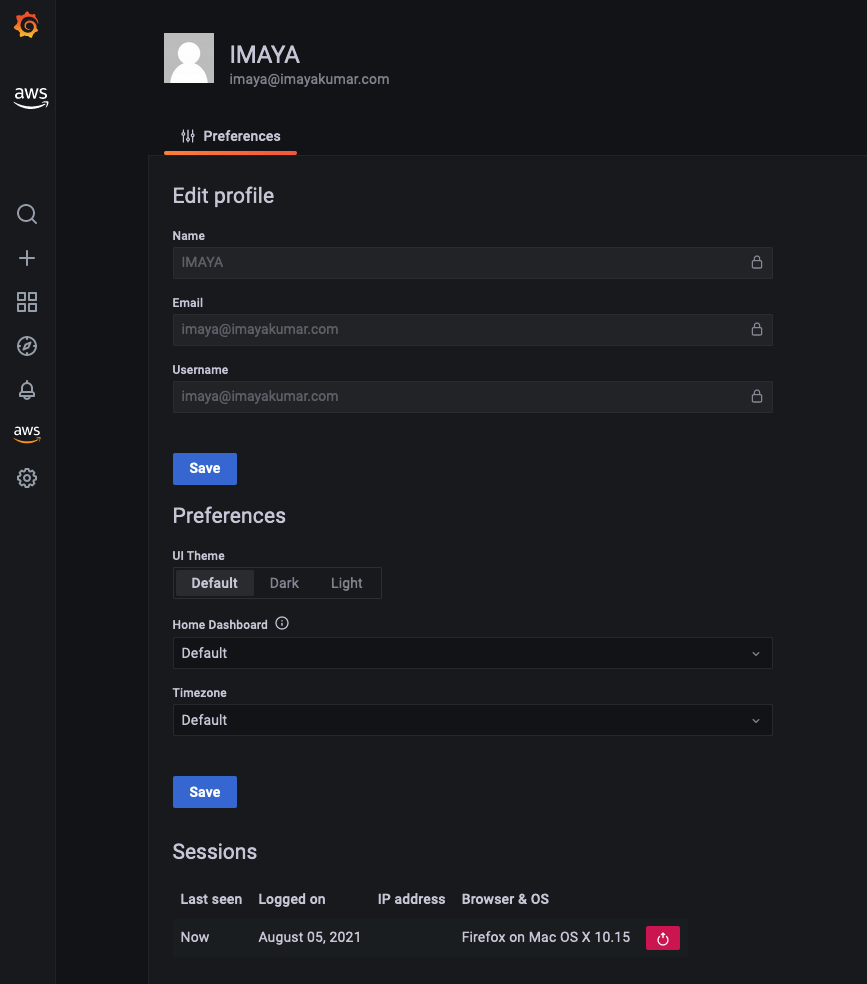 aws
IMAYA
imaya@imayakumar.com
Preferences
Edit profile
Name
IMAYA
Email
imaya@imayakumar.com
Username
imaya@imayakumar.com
aws
Save
Preferences
UI Theme
Default Dark Light
Home Dashboard
Default
Timezone
Default
Save
Sessions
Last seen Logged on IP address Browser & OS
Now August 05, 2021 Firefox on Mac OS X 10.15